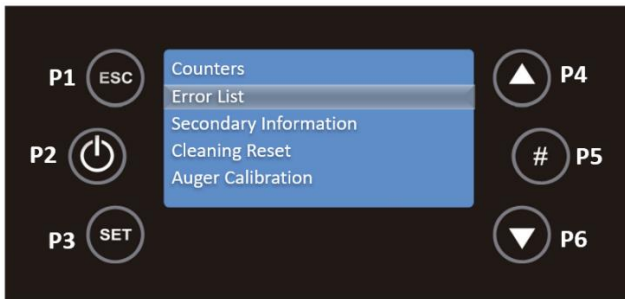 P1 ESC
Counters
P4
Error List
Secondary Information
P2
Cleaning Reset
# P5
Auger Calibration
P3 SET
P6